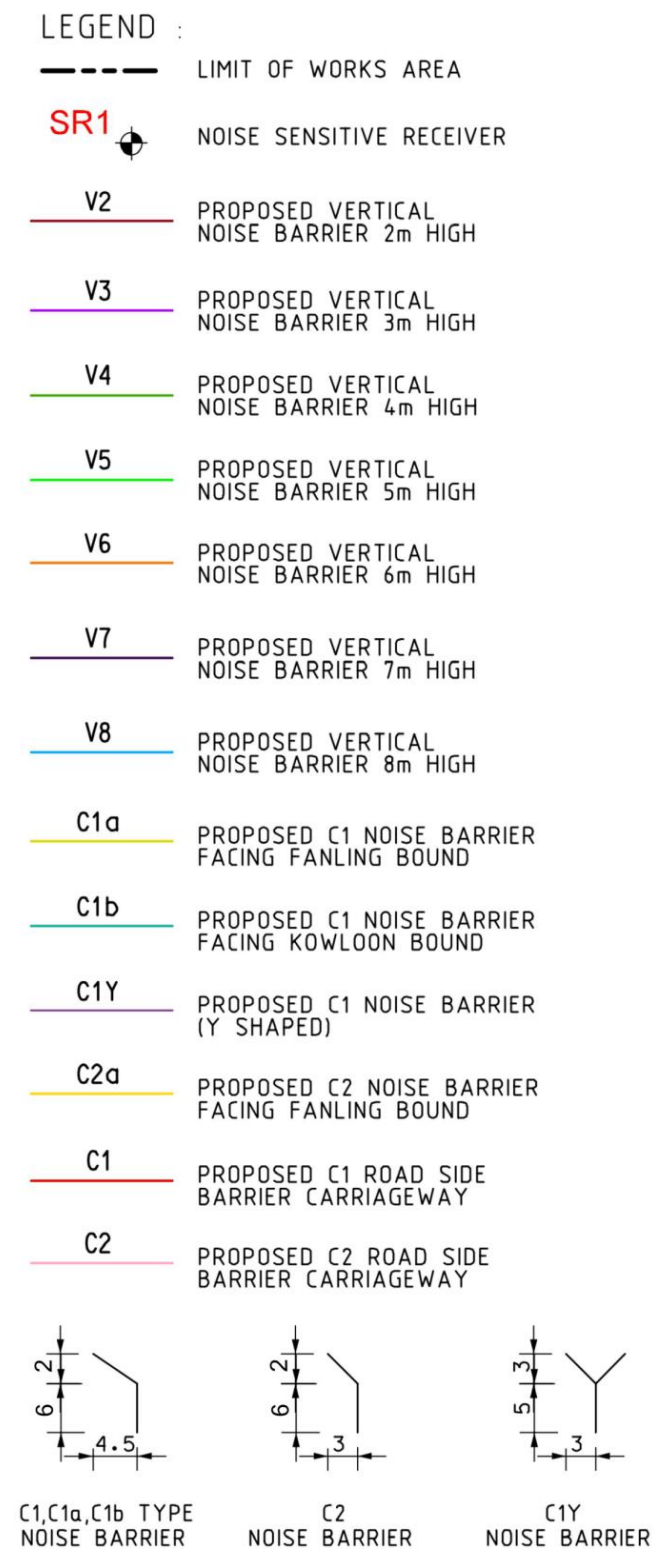 LEGEND :
LIMIT OF WORKS AREA
SR1
NOISE SENSITIVE RECEIVER
V2
PROPOSED VERTICAL
NOISE BARRIER 2m HIGH
V3
PROPOSED VERTICAL
NOISE BARRIER 3m HIGH
V4
PROPOSED VERTICAL
NOISE BARRIER 4m HIGH
V5
PROPOSED VERTICAL
NOISE BARRIER 5m HIGH
V6
PROPOSED VERTICAL
NOISE BARRIER 6m HIGH
V7
PROPOSED VERTICAL
NOISE BARRIER 7m HIGH
V8
PROPOSED VERTICAL
NOISE BARRIER 8m HIGH
C1a
PROPOSED C1 NOISE BARRIER
FACING FANLING BOUND
C1b
PROPOSED C1 NOISE BARRIER
FACING KOWLOON BOUND
C1Y
PROPOSED C1 NOISE BARRIER
(Y SHAPED)
C2a
PROPOSED C2 NOISE BARRIER
FACING FANLING BOUND
C1
PROPOSED C1 ROAD SIDE
BARRIER CARRIAGEWAY
C2
PROPOSED C2 ROAD SIDE
BARRIER CARRIAGEWAY
2
6
4.5
C1,C1a,C1b TYPE
NOISE BARRIER
2
6
3
C2
NOISE BARRIER
3
5
3
C1Y
NOISE BARRIER